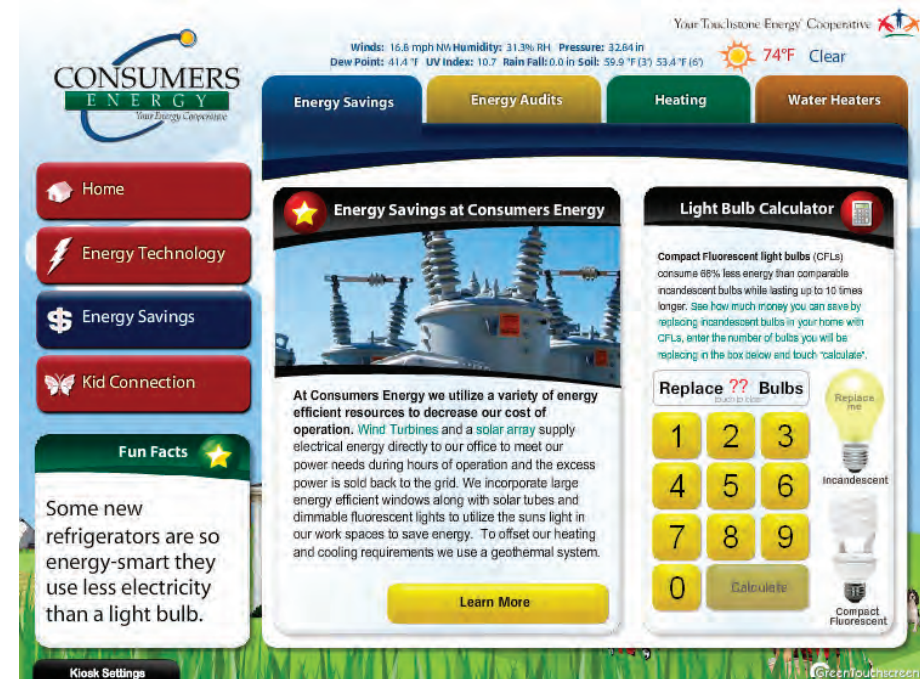 Your Touchstone Energy® Cooperative
Winds: 16.6 mph NW Humidity: 31.3% RH Pressure: 32.64 in
Dew Point: 41.4 °F UV Index: 10.7 Rain Fall: 0.0 in Soil: 59.9 °F (3') 53.4 °F (6')
74°F Clear
CONSUMERS
ENERGY
Your Energy Cooperative
Energy Savings
Energy Audits
Heating
Water Heaters
Home
Energy Technology
Energy Savings
Kid Connection
Fun Facts
Some new
refrigerators are so
energy-smart they
use less electricity
than a light bulb.
Kiosk Settings
Energy Savings at Consumers Energy
At Consumers Energy we utilize a variety of energy
efficient resources to decrease our cost of
operation. Wind Turbines and a solar array supply
electrical energy directly to our office to meet our
power needs during hours of operation and the excess
power is sold back to the grid. We incorporate large
energy efficient windows along with solar tubes and
dimmable fluorescent lights to utilize the suns light in
our work spaces to save energy. To offset our heating
and cooling requirements we use a geothermal system.
Learn More
Light Bulb Calculator
Compact Fluorescent light bulbs (CFLs)
consume 66% less energy than comparable
incandescent bulbs while lasting up to 10 times
longer. See how much money you can save by
replacing incandescent bulbs in your home with
CFLs, enter the number of bulbs you will be
replacing in the box below and touch "calculate".
Replace ?? Bulbs
touch to clear
1 2 3
4 5 6
7 8 9
0 Calculate
Replace
me
Incandescent
Compact
Fluorescent
GreenTouchscreen